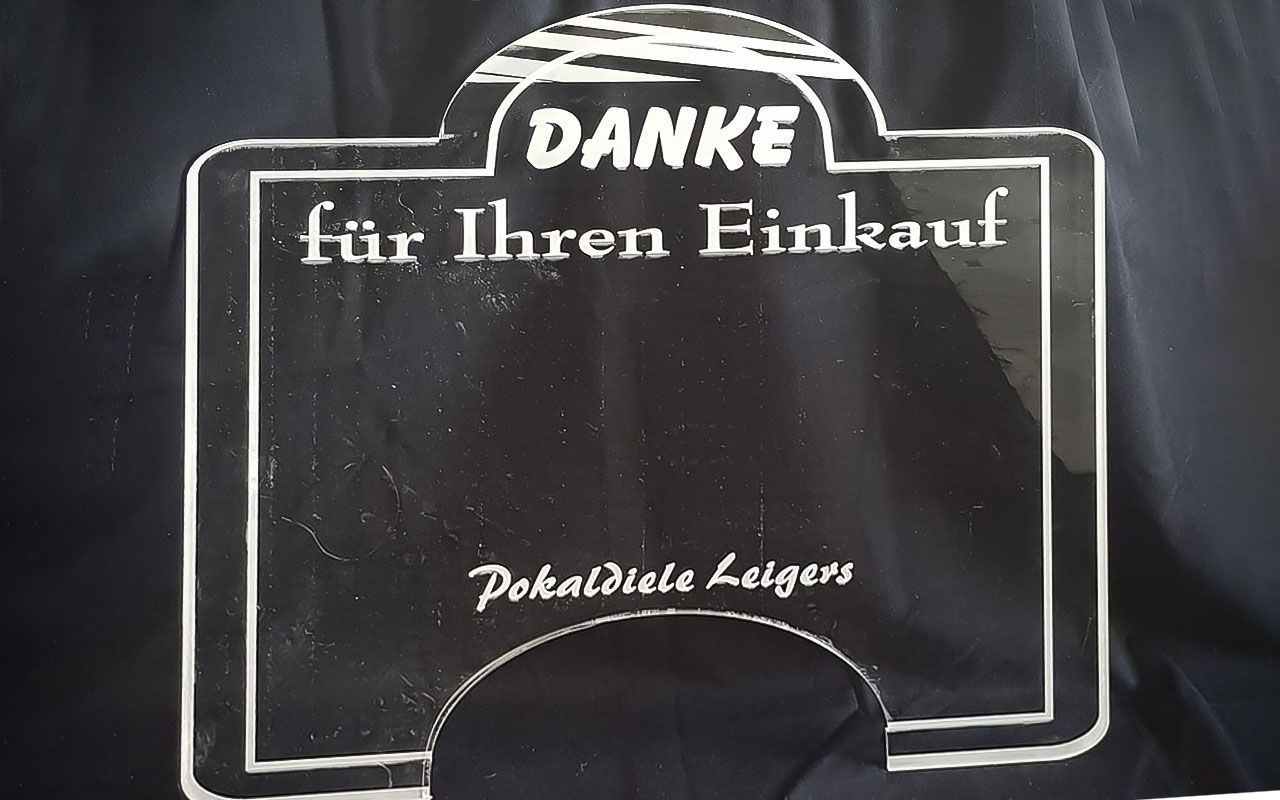 DANKE
für Ihren Einkauf
Pokaldiele Leigers